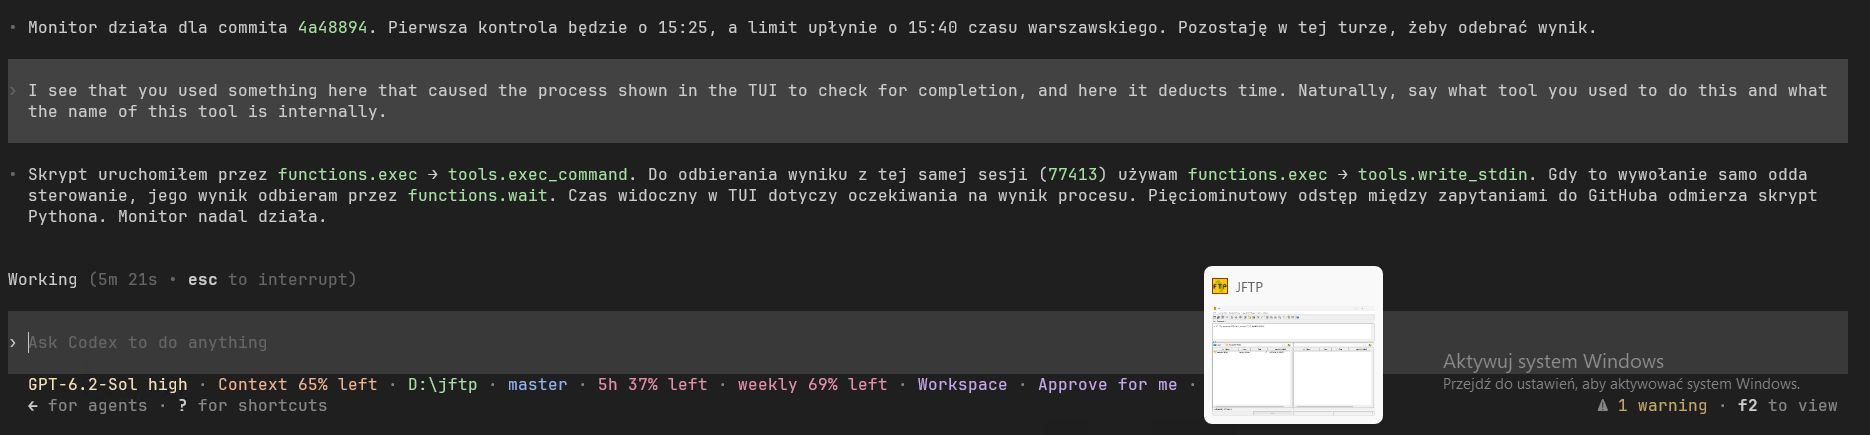 • Monitor działa dla commita 4a48894. Pierwsza kontrola będzie o 15:25, a limit upłynie o 15:40 czasu warszawskiego. Pozostaję w tej turze, żeby odebrać wynik.
› I see that you used something here that caused the process shown in the TUI to check for completion, and here it deducts time. Naturally, say what tool you used to do this and what
the name of this tool is internally.
• Skrypt uruchomiłem przez functions.exec → tools.exec_command. Do odbierania wyniku z tej samej sesji (77413) używam functions.exec → tools.write_stdin. Gdy to wywołanie samo odda
sterowanie, jego wynik odbieram przez functions.wait. Czas widoczny w TUI dotyczy oczekiwania na wynik procesu. Pięciominutowy odstęp między zapytaniami do GitHuba odmierza skrypt
Pythona. Monitor nadal działa.
Working (5m 21s • esc to interrupt)
JFTP
› Ask Codex to do anything
Aktywuj system Windows
Przejdź do ustawień, aby aktywować system Windows.
GPT-6.2-Sol high · Context 65% left · D:\jftp · master · 5h 37% left · weekly 69% left · Workspace · Approve for me ·
← for agents · ? for shortcuts
⚠ 1 warning · f2 to view